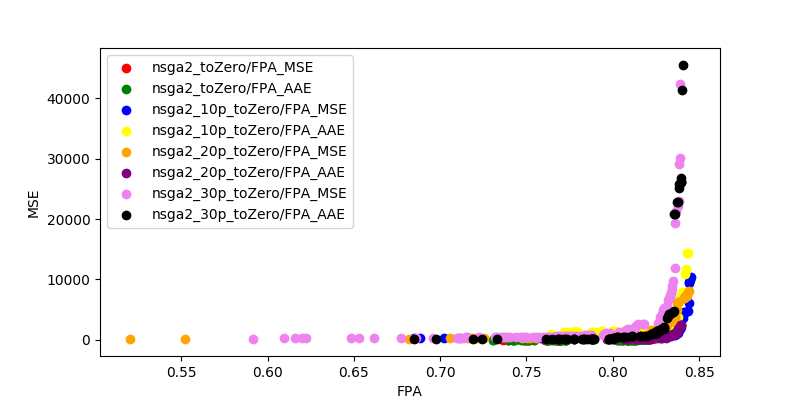 nsga2_toZero/FPA_MSE
nsga2_toZero/FPA_AAE
nsga2_10p_toZero/FPA_MSE
nsga2_10p_toZero/FPA_AAE
nsga2_20p_toZero/FPA_MSE
nsga2_20p_toZero/FPA_AAE
nsga2_30p_toZero/FPA_MSE
nsga2_30p_toZero/FPA_AAE
MSE
40000
30000
20000
10000
0
0.55 0.60 0.65 0.70 0.75 0.80 0.85
FPA